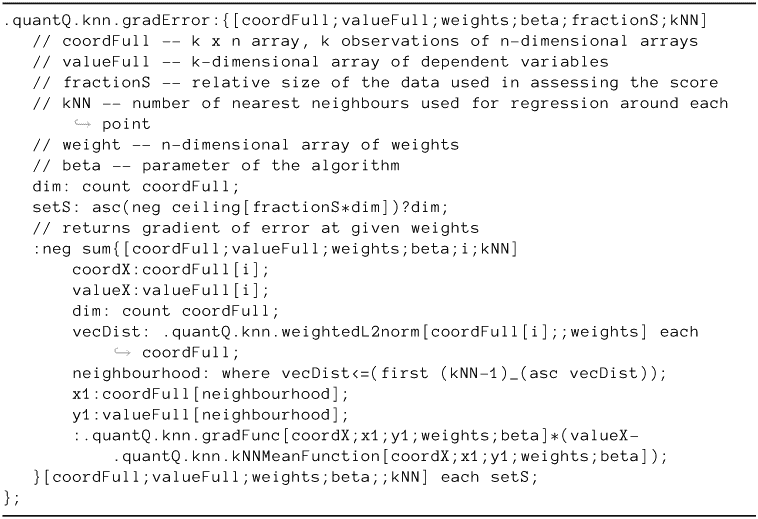 .quantQ.knn.gradError:{[coordFull;valueFull;weights;beta;fractionS;kNN]
// coordFull -- k x n array, k observations of n-dimensional arrays
// valueFull -- k-dimensional array of dependent variables
// fractionS -- relative size of the data used in assessing the score
// kNN -- number of nearest neighbours used for regression around each
↪ point
// weight -- n-dimensional array of weights
// beta -- parameter of the algorithm
dim: count coordFull;
setS: asc(neg ceiling[fractionS*dim])?dim;
// returns gradient of error at given weights
:neg sum{[coordFull;valueFull;weights;beta;i;kNN]
coordX:coordFull[i];
valueX:valueFull[i];
dim: count coordFull;
vecDist: .quantQ.knn.weightedL2norm[coordFull[i];;weights] each
↪ coordFull;
neighbourhood: where vecDist<=(first (kNN-1)_(asc vecDist));
x1:coordFull[neighbourhood];
y1:valueFull[neighbourhood];
:.quantQ.knn.gradFunc[coordX;x1;y1;weights;beta]*(valueX-
.quantQ.knn.kNNMeanFunction[coordX;x1;y1;weights;beta]);
}[coordFull;valueFull;weights;beta;;kNN] each setS;
};